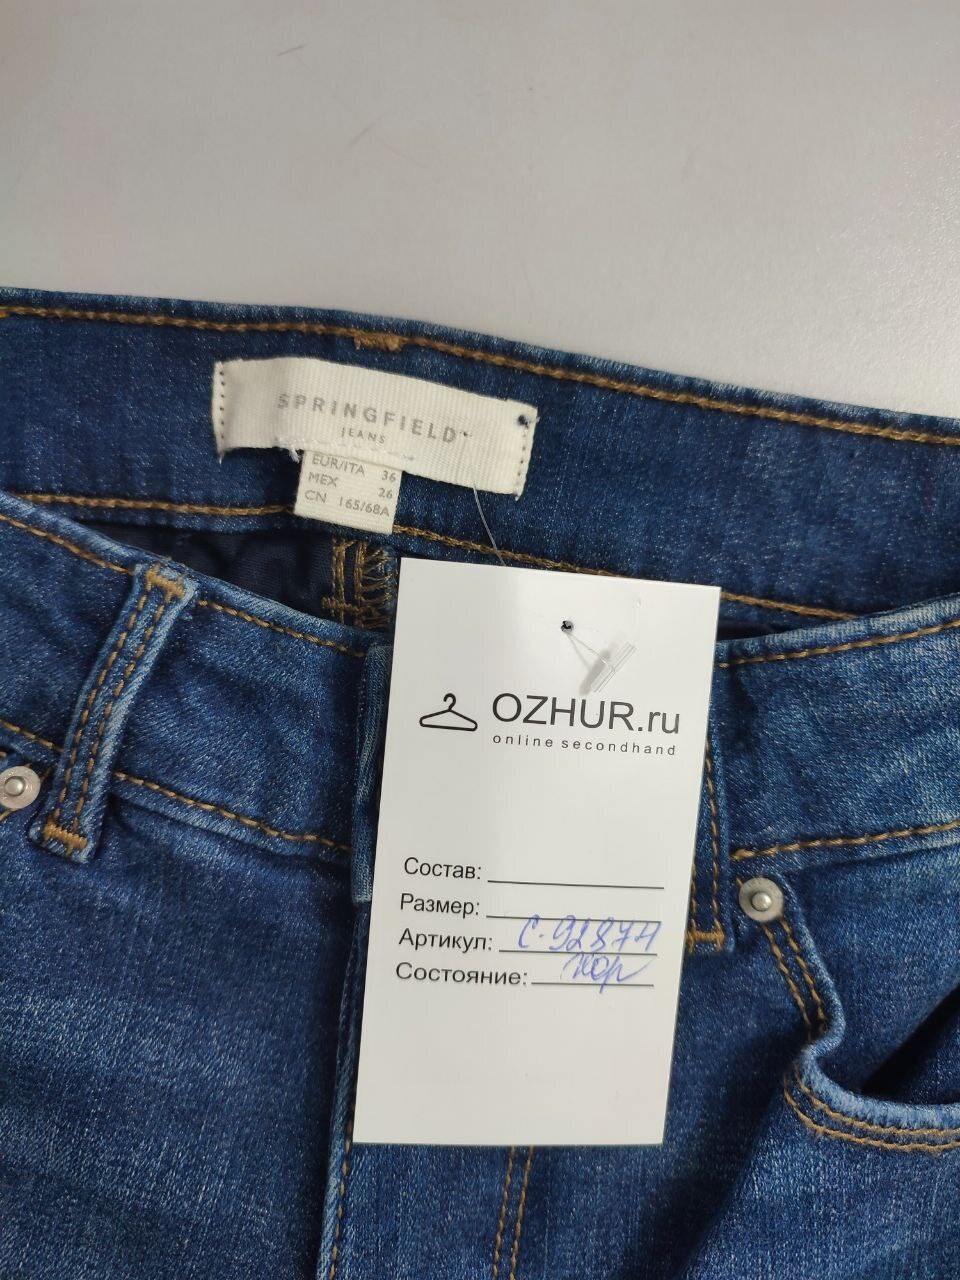 SPRINGFIELD
JEANS
EUR/ITA 36
MEX 26
CN 165/68A
OZHUR.ru
online secondhand
Состав:
Размер:
Артикул: С-92874
Состояние: хор